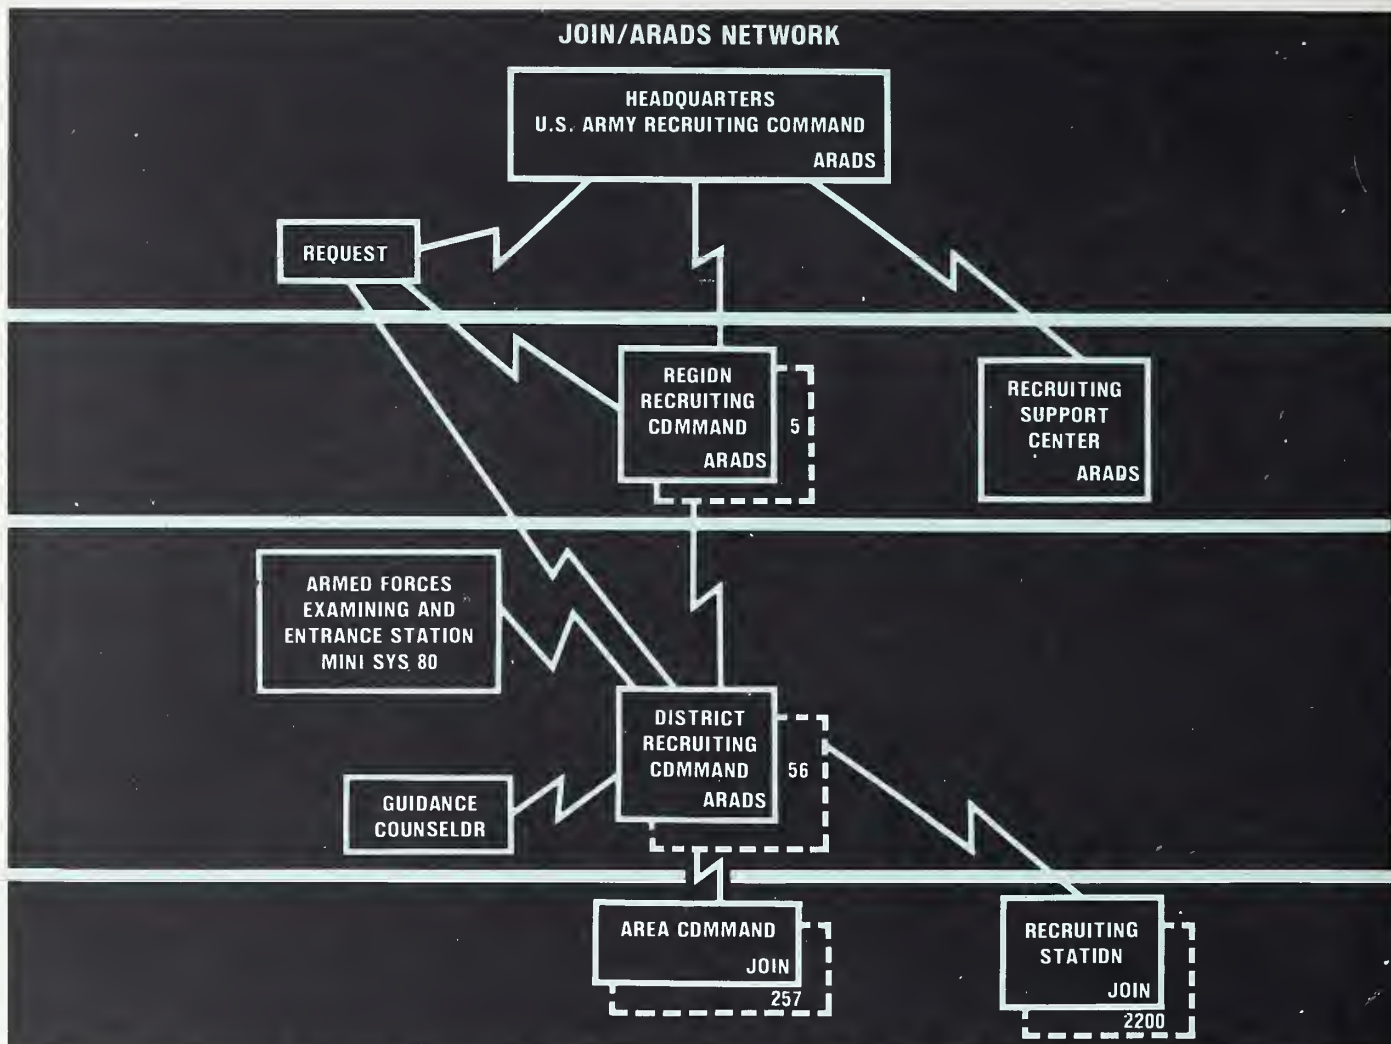 JOIN/ARADS NETWORK
HEADQUARTERS
U.S. ARMY RECRUITING COMMAND
ARADS
REQUEST
REGION
RECRUITING
COMMAND
ARADS
5
RECRUITING
SUPPORT
CENTER
ARADS
ARMED FORCES
EXAMINING AND
ENTRANCE STATION
MINI SYS 80
DISTRICT
RECRUITING
COMMAND
ARADS
56
GUIDANCE
COUNSELOR
AREA COMMAND
JOIN
257
RECRUITING
STATION
JOIN
2200